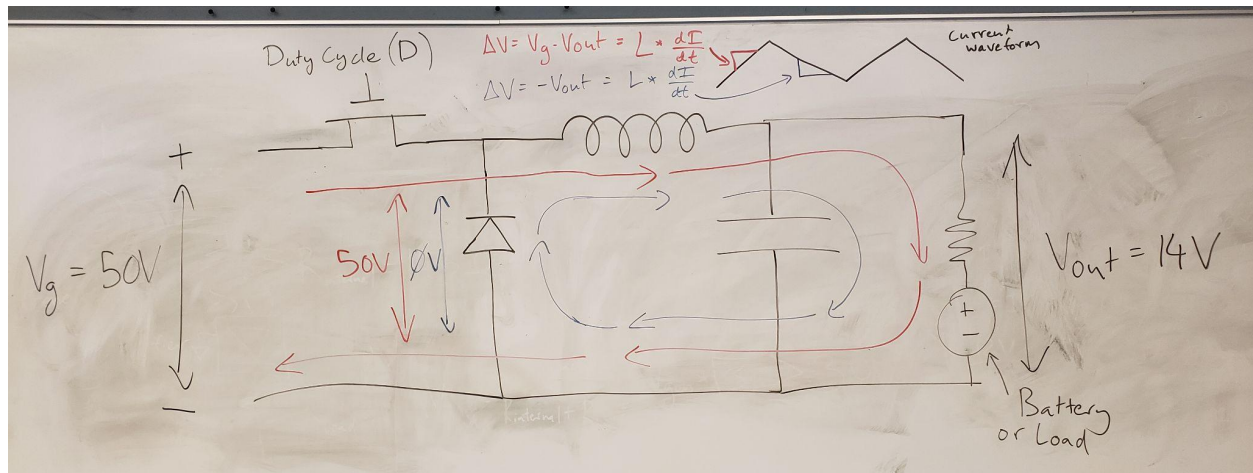 Duty Cycle (D)
ΔV = Vg - Vout = L * dI/dt
ΔV = -Vout = L * dI/dt
Current
waveform
+
Vg = 50V
−
50V
∅V
+
−
Vout = 14V
Battery
or Load